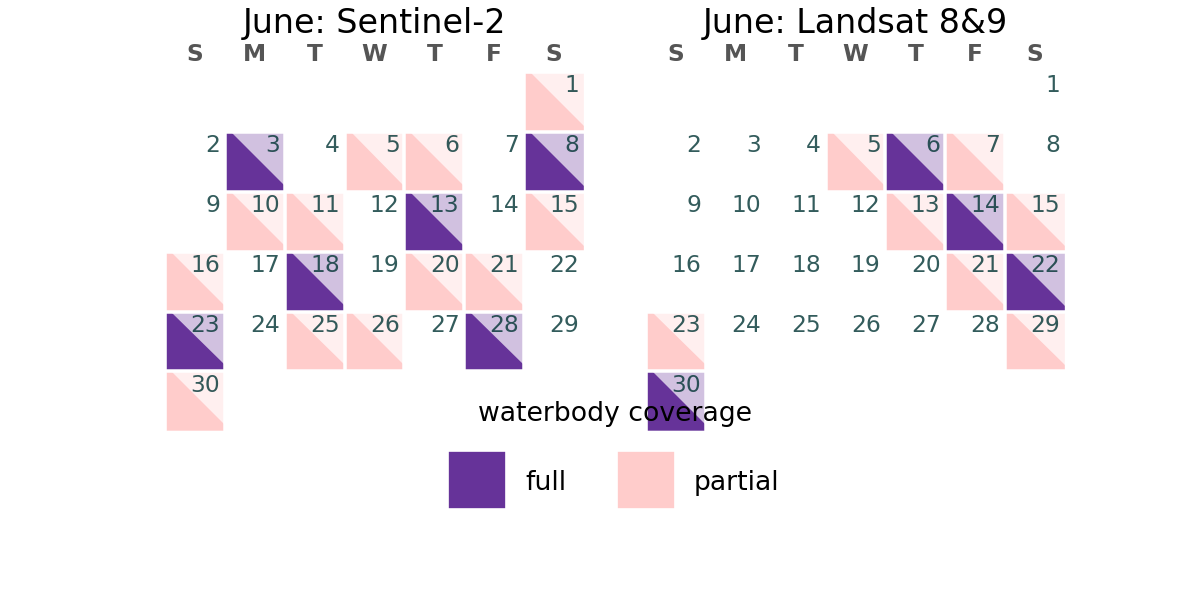 June: Sentinel-2
S M T W T F S
1
2 3 4 5 6 7 8
9 10 11 12 13 14 15
16 17 18 19 20 21 22
23 24 25 26 27 28 29
30
June: Landsat 8&9
S M T W T F S
1
2 3 4 5 6 7 8
9 10 11 12 13 14 15
16 17 18 19 20 21 22
23 24 25 26 27 28 29
30
waterbody coverage
full partial